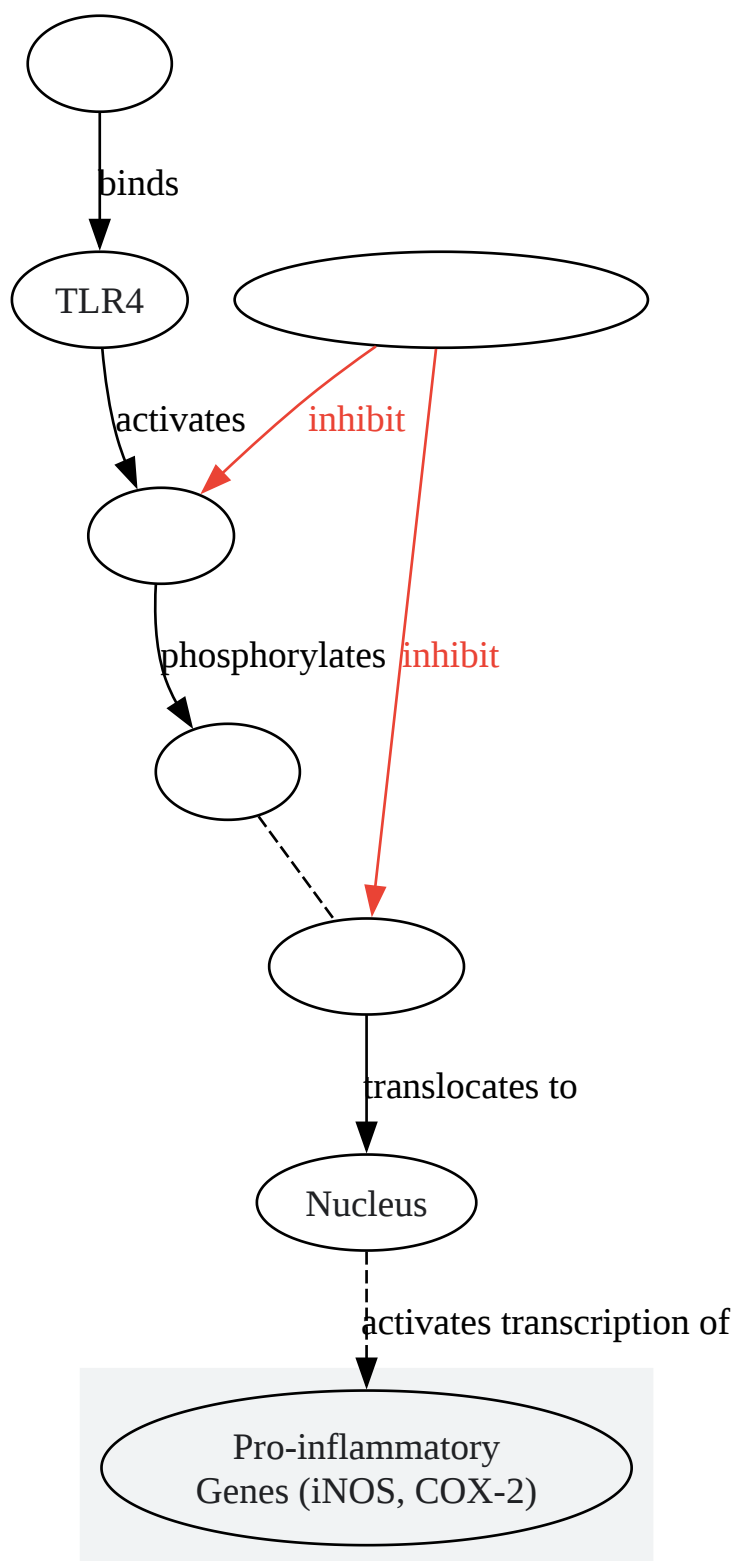 binds
TLR4
activates
inhibit
phosphorylates
inhibit
translocates to
Nucleus
activates transcription of
Pro-inflammatory
Genes (iNOS, COX-2)